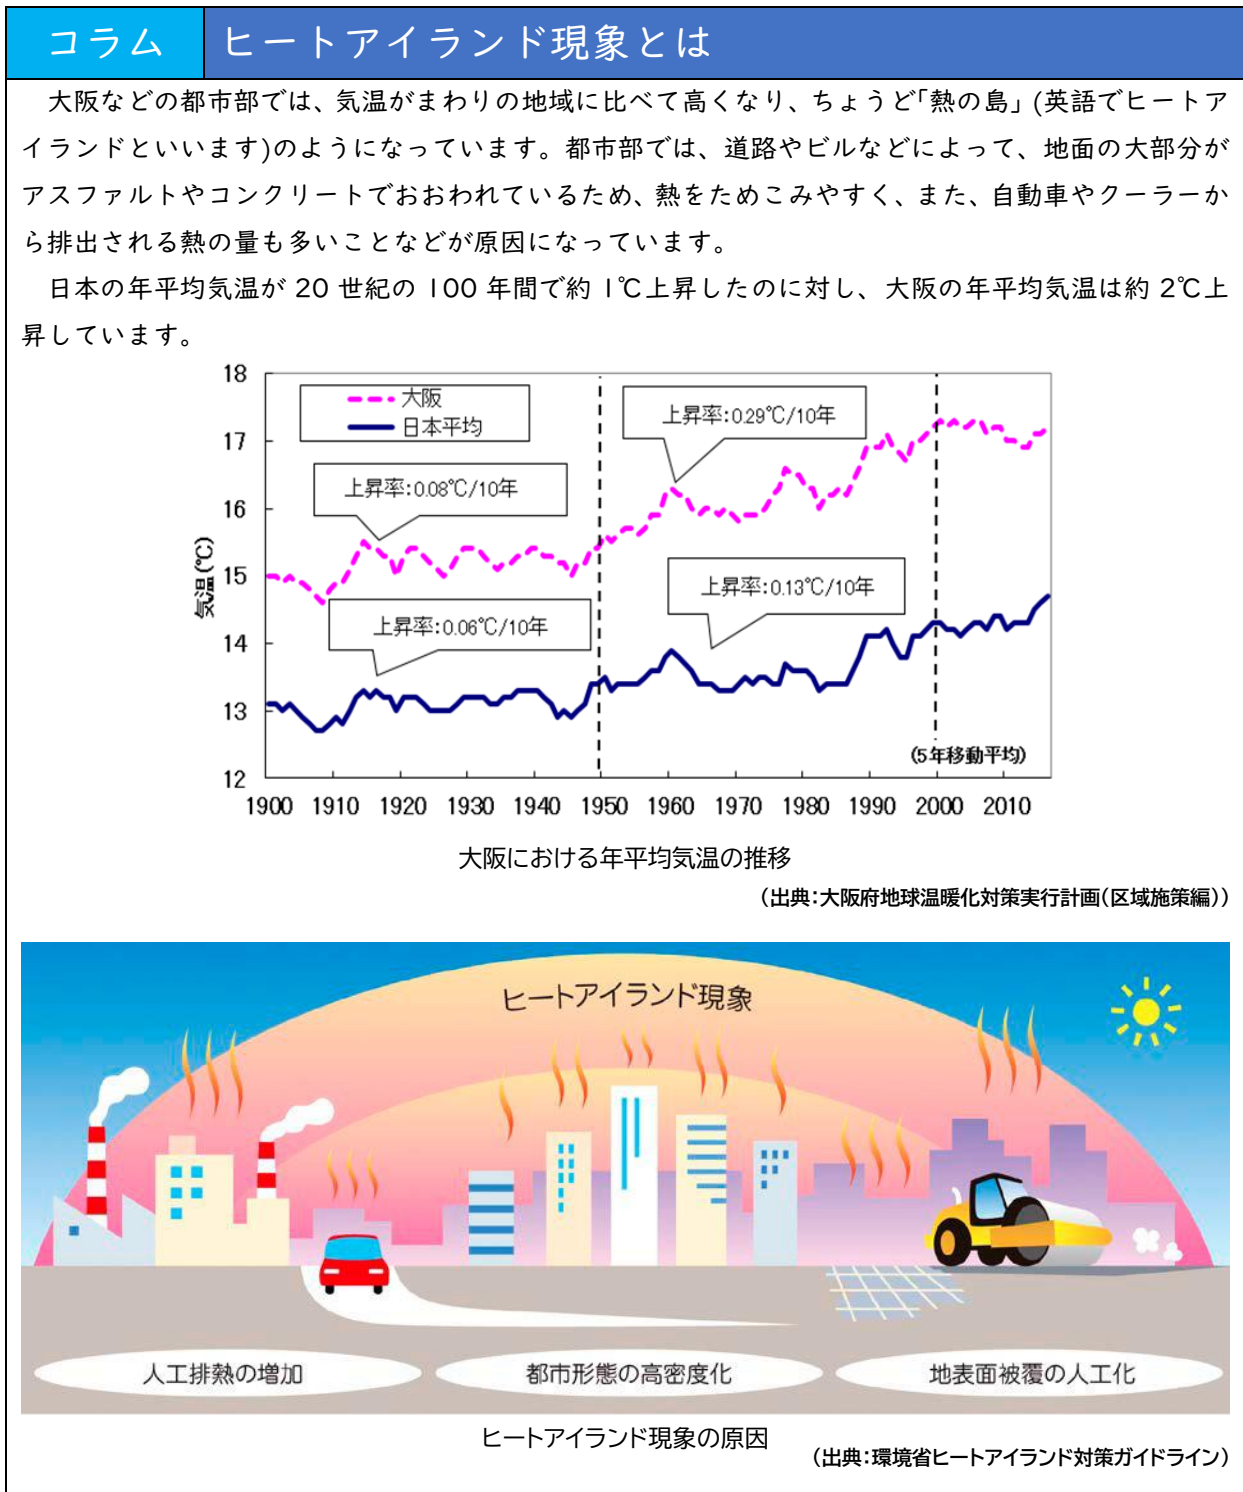 コラム ヒートアイランド現象とは
大阪などの都市部では、気温がまわりの地域に比べて高くなり、ちょうど「熱の島」(英語でヒートア
イランドといいます)のようになっています。都市部では、道路やビルなどによって、地面の大部分が
アスファルトやコンクリートでおおわれているため、熱をためこみやすく、また、自動車やクーラーか
ら排出される熱の量も多いことなどが原因になっています。
日本の年平均気温が 20 世紀の 100 年間で約 1℃上昇したのに対し、大阪の年平均気温は約 2℃上
昇しています。
18
17
16
15
14
13
12
気温(℃)
大阪
日本平均
上昇率:0.29℃/10年
上昇率:0.08℃/10年
上昇率:0.13℃/10年
上昇率:0.06℃/10年
(5年移動平均)
1900 1910 1920 1930 1940 1950 1960 1970 1980 1990 2000 2010
大阪における年平均気温の推移
(出典:大阪府地球温暖化対策実行計画(区域施策編))
ヒートアイランド現象
人工排熱の増加 都市形態の高密度化 地表面被覆の人工化
ヒートアイランド現象の原因
(出典:環境省ヒートアイランド対策ガイドライン)